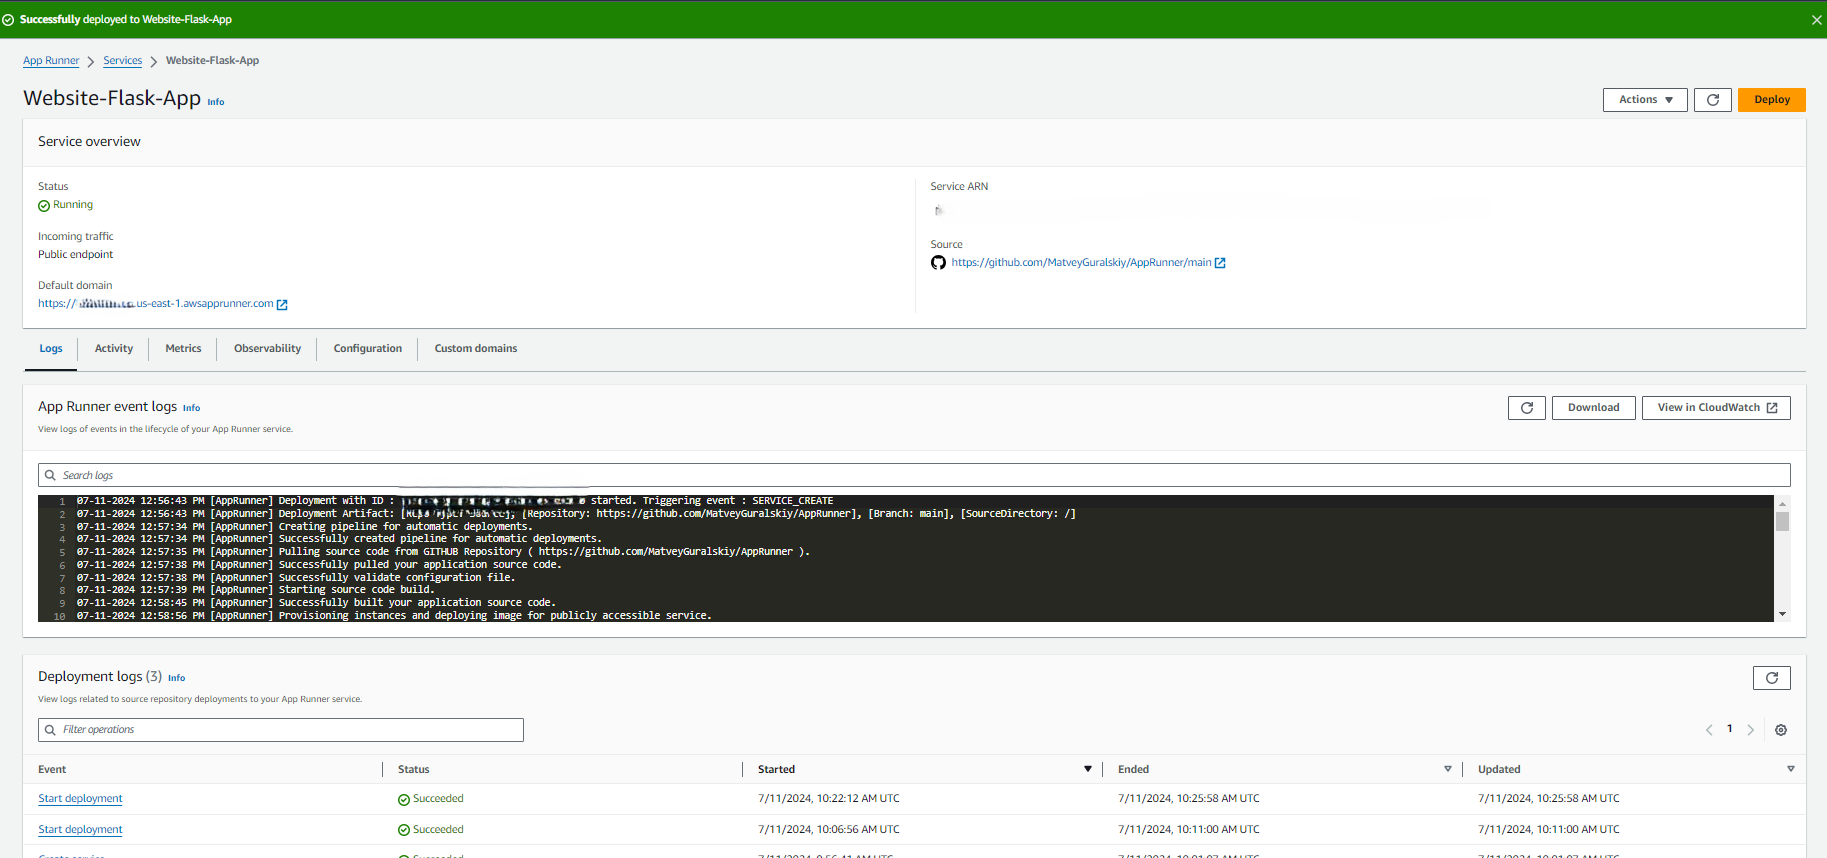 Successfully deployed to Website-Flask-App
App Runner > Services > Website-Flask-App
Website-Flask-App Info
Actions
Deploy
Service overview
Status
Running
Incoming traffic
Public endpoint
Default domain
https:// .us-east-1.awsapprunner.com
Service ARN
Source
https://github.com/MatveyGuralskiy/AppRunner/main
Logs Activity Metrics Observability Configuration Custom domains
App Runner event logs Info
View logs of events in the lifecycle of your App Runner service.
Download
View in CloudWatch
Search logs
1 07-11-2024 12:56:43 PM [AppRunner] Deployment with ID : started. Triggering event : SERVICE_CREATE
2 07-11-2024 12:56:43 PM [AppRunner] Deployment Artifact: [Repository: https://github.com/MatveyGuralskiy/AppRunner], [Branch: main], [SourceDirectory: /]
3 07-11-2024 12:57:34 PM [AppRunner] Creating pipeline for automatic deployments.
4 07-11-2024 12:57:34 PM [AppRunner] Successfully created pipeline for automatic deployments.
5 07-11-2024 12:57:35 PM [AppRunner] Pulling source code from GITHUB Repository ( https://github.com/MatveyGuralskiy/AppRunner ).
6 07-11-2024 12:57:38 PM [AppRunner] Successfully pulled your application source code.
7 07-11-2024 12:57:38 PM [AppRunner] Successfully validate configuration file.
8 07-11-2024 12:57:39 PM [AppRunner] Starting source code build.
9 07-11-2024 12:58:45 PM [AppRunner] Successfully built your application source code.
10 07-11-2024 12:58:56 PM [AppRunner] Provisioning instances and deploying image for publicly accessible service.
Deployment logs (3) Info
View logs related to source repository deployments to your App Runner service.
Filter operations
1
Event Status Started Ended Updated
Start deployment Succeeded 7/11/2024, 10:22:12 AM UTC 7/11/2024, 10:25:58 AM UTC 7/11/2024, 10:25:58 AM UTC
Start deployment Succeeded 7/11/2024, 10:06:56 AM UTC 7/11/2024, 10:11:00 AM UTC 7/11/2024, 10:11:00 AM UTC